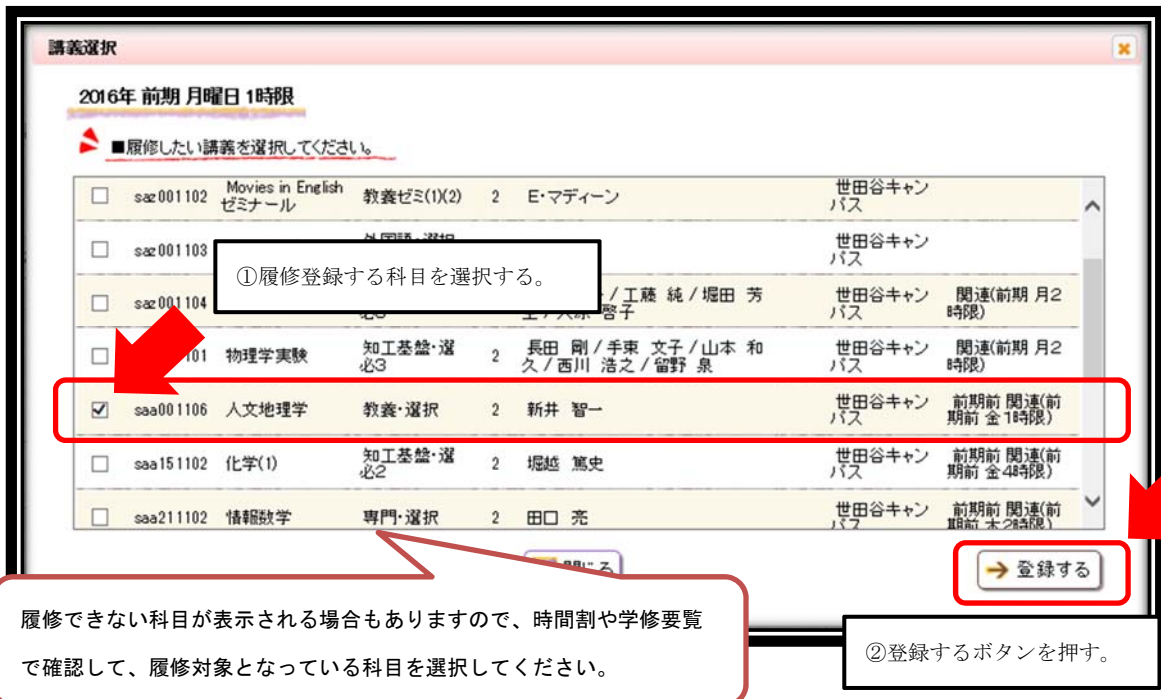 講義選択
2016年 前期 月曜日 1時限
■履修したい講義を選択してください。
saz001102 Movies in English ゼミナール 教養ゼミ(1)(2) 2 E・マディーン 世田谷キャンパス
saz001103 世田谷キャンパス
①履修登録する科目を選択する。
saz001104 / 工藤 純 / 堀田 芳 啓子 世田谷キャンパス 関連(前期 月2時限)
101 物理学実験 知工基盤・選必3 2 長田 剛 / 手束 文子 / 山本 和久 / 西川 浩之 / 留野 泉 世田谷キャンパス 関連(前期 月2時限)
saa001106 人文地理学 教養・選択 2 新井 智一 世田谷キャンパス 前期前 関連(前期前 金1時限)
saa151102 化学(1) 知工基盤・選必2 2 堀越 篤史 世田谷キャンパス 前期前 関連(前期前 金4時限)
saa211102 情報数学 専門・選択 2 田口 亮 世田谷キャンパス 前期前 関連(前期前 木2時限)
登録する
履修できない科目が表示される場合もありますので、時間割や学修要覧
で確認して、履修対象となっている科目を選択してください。
②登録するボタンを押す。